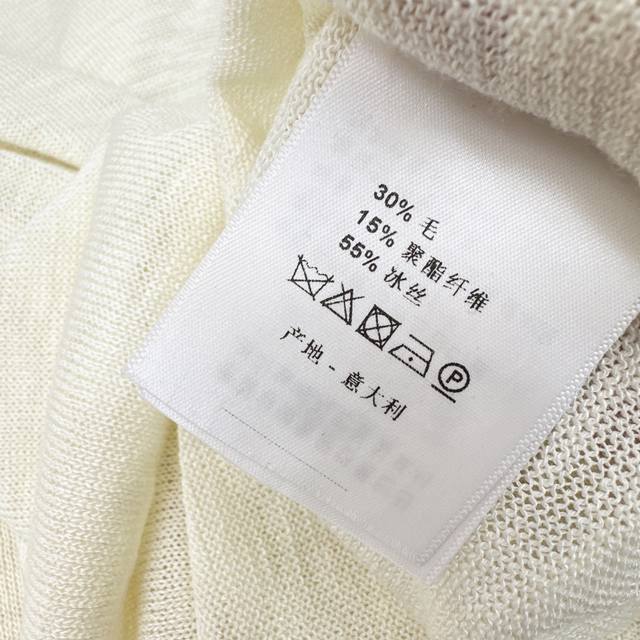 30% 毛
15% 聚酯纤维
55% 冰丝
P
产地 - 意大利